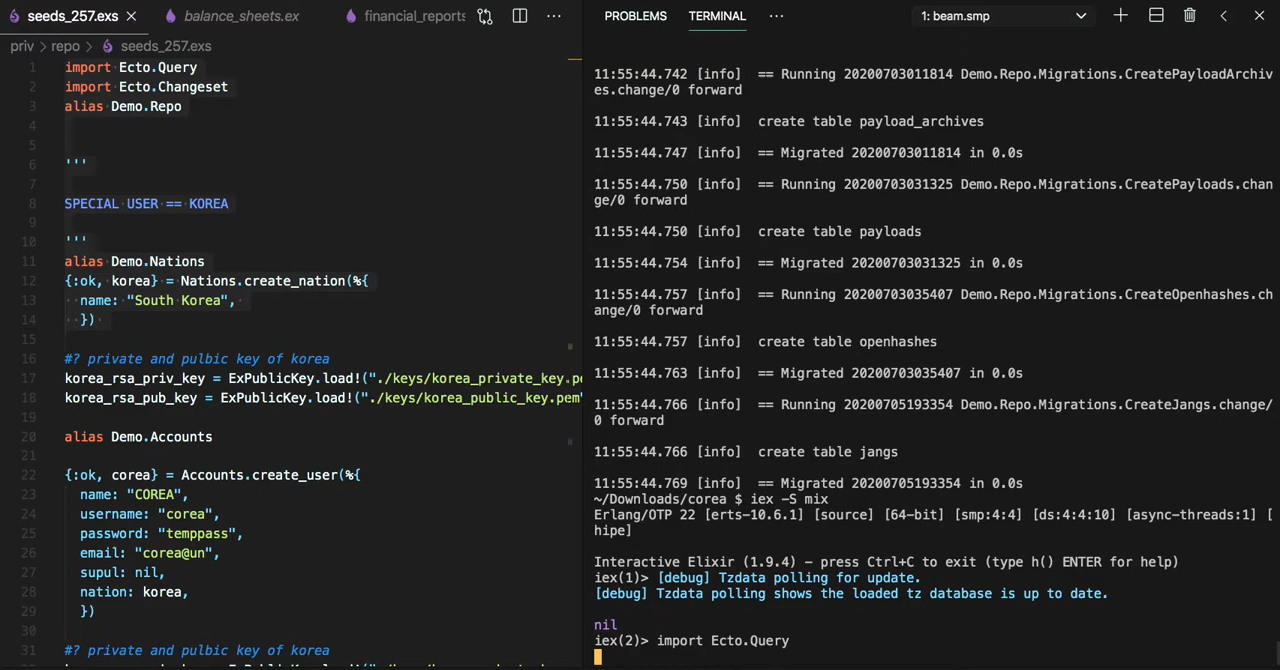 seeds_257.exs balance_sheets.ex financial_reports
priv > repo > seeds_257.exs
1 import Ecto.Query
2 import Ecto.Changeset
3 alias Demo.Repo
4
5
6 '''
7
8 SPECIAL USER == KOREA
9
10 '''
11 alias Demo.Nations
12 {:ok, korea} = Nations.create_nation(%{
13 name: "South Korea",
14 })
15
16 #? private and pulbic key of korea
17 korea_rsa_priv_key = ExPublicKey.load!("./keys/korea_private_key.pe
18 korea_rsa_pub_key = ExPublicKey.load!("./keys/korea_public_key.pem"
19
20 alias Demo.Accounts
21
22 {:ok, corea} = Accounts.create_user(%{
23 name: "COREA",
24 username: "corea",
25 password: "temppass",
26 email: "corea@un",
27 supul: nil,
28 nation: korea,
29 })
30
31 #? private and pulbic key of korea
PROBLEMS TERMINAL ... 1: beam.smp
11:55:44.742 [info] == Running 20200703011814 Demo.Repo.Migrations.CreatePayloadArchiv
es.change/0 forward
11:55:44.743 [info] create table payload_archives
11:55:44.747 [info] == Migrated 20200703011814 in 0.0s
11:55:44.750 [info] == Running 20200703031325 Demo.Repo.Migrations.CreatePayloads.chan
ge/0 forward
11:55:44.750 [info] create table payloads
11:55:44.754 [info] == Migrated 20200703031325 in 0.0s
11:55:44.757 [info] == Running 20200703035407 Demo.Repo.Migrations.CreateOpenhashes.ch
ange/0 forward
11:55:44.757 [info] create table openhashes
11:55:44.763 [info] == Migrated 20200703035407 in 0.0s
11:55:44.766 [info] == Running 20200705193354 Demo.Repo.Migrations.CreateJangs.change/
0 forward
11:55:44.766 [info] create table jangs
11:55:44.769 [info] == Migrated 20200705193354 in 0.0s
~/Downloads/corea $ iex -S mix
Erlang/OTP 22 [erts-10.6.1] [source] [64-bit] [smp:4:4] [ds:4:4:10] [async-threads:1] [
hipe]
Interactive Elixir (1.9.4) - press Ctrl+C to exit (type h() ENTER for help)
iex(1)> [debug] Tzdata polling for update.
[debug] Tzdata polling shows the loaded tz database is up to date.
nil
iex(2)> import Ecto.Query